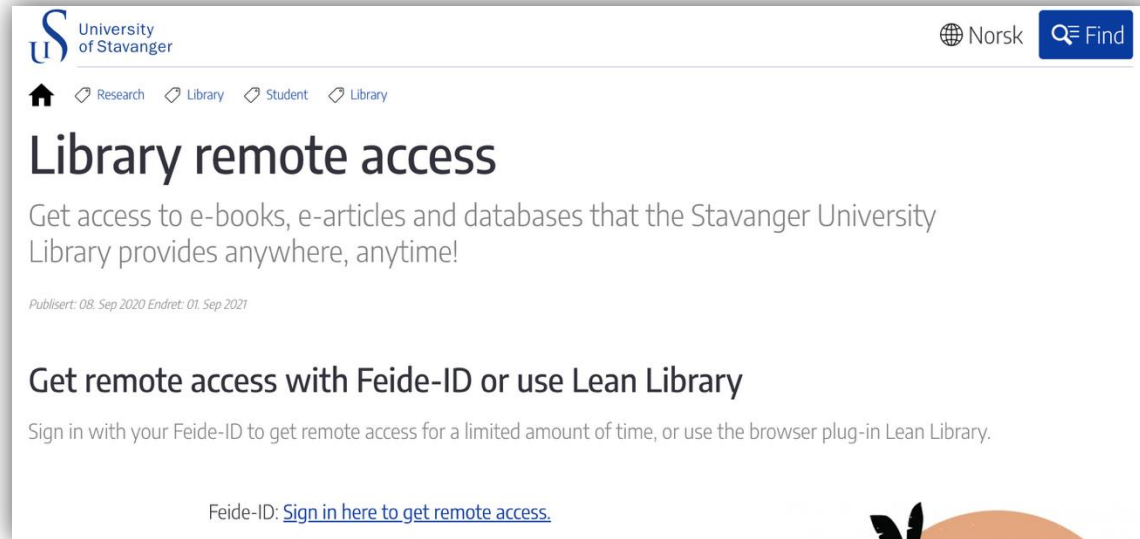 University
of Stavanger
Norsk
Find
Research Library Student Library
Library remote access
Get access to e-books, e-articles and databases that the Stavanger University
Library provides anywhere, anytime!
Publisert: 08. Sep 2020 Endret: 01. Sep 2021
Get remote access with Feide-ID or use Lean Library
Sign in with your Feide-ID to get remote access for a limited amount of time, or use the browser plug-in Lean Library.
Feide-ID: Sign in here to get remote access.